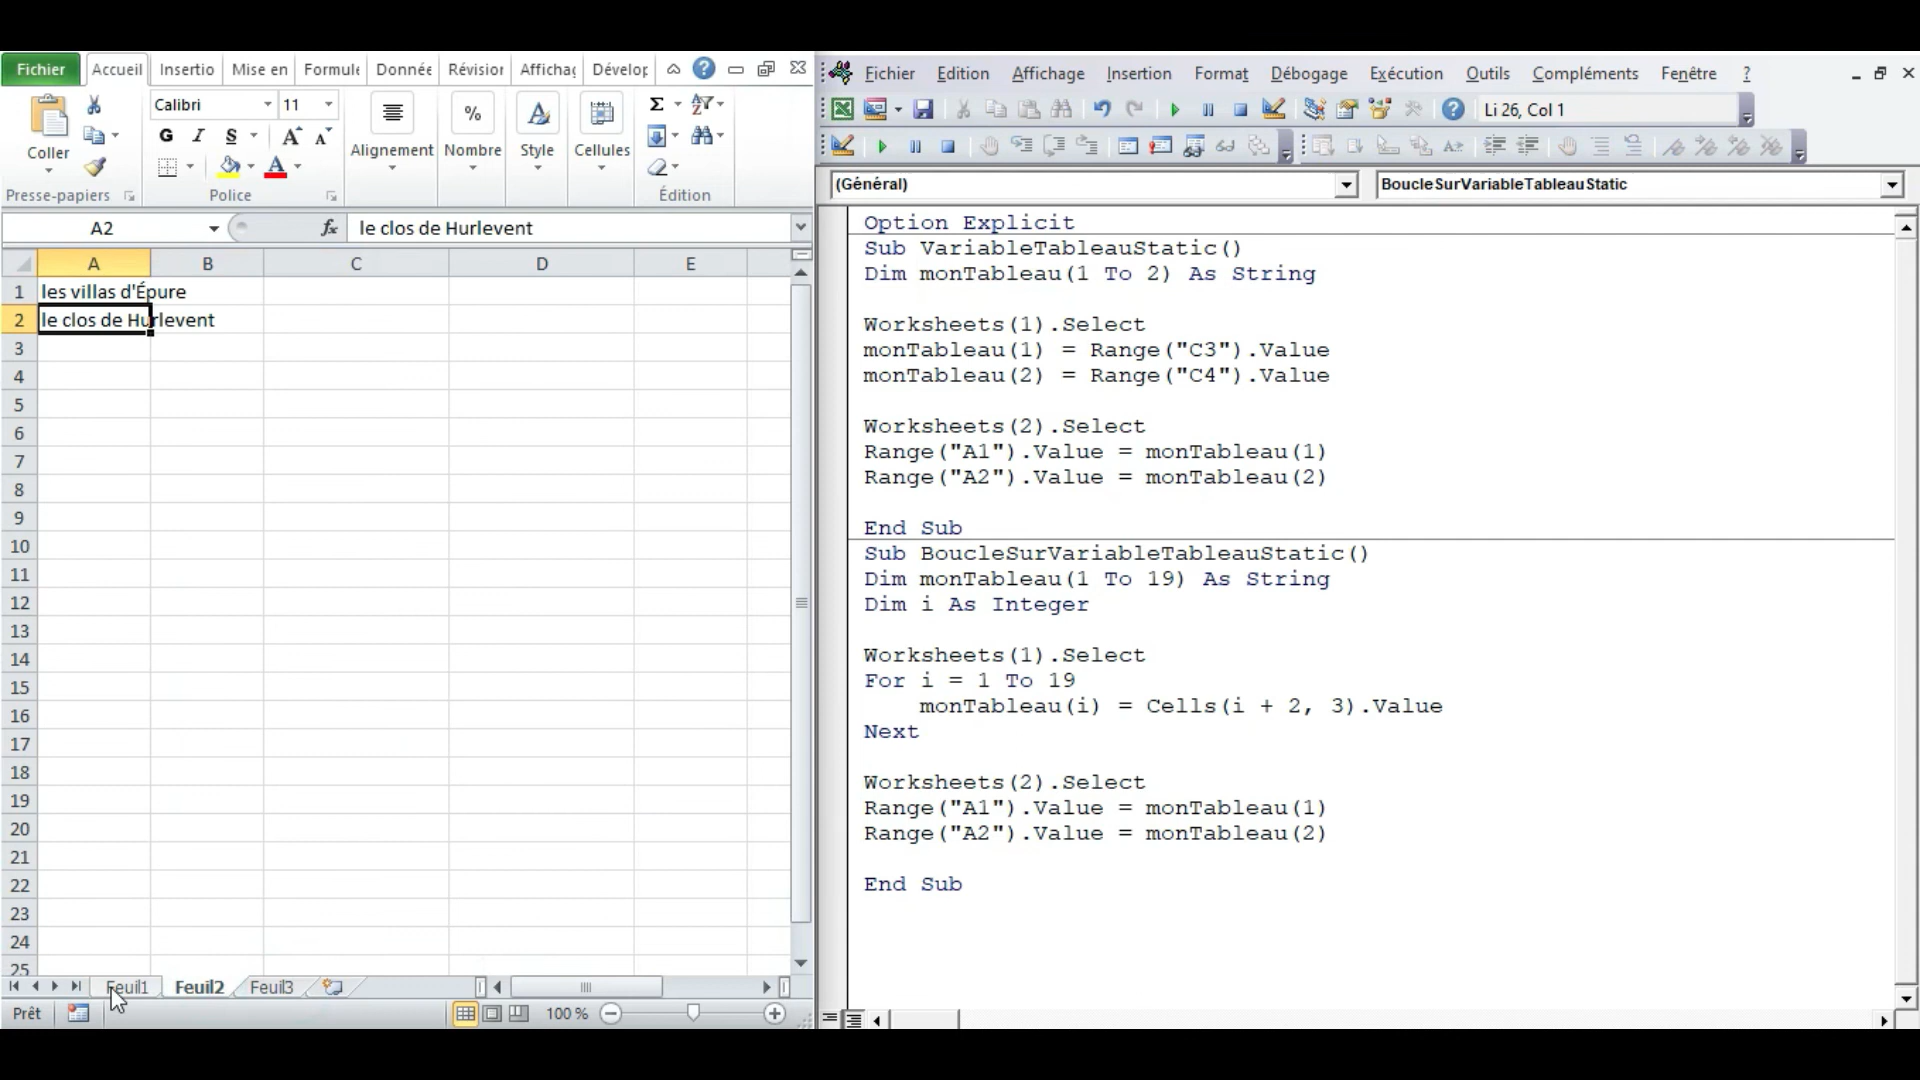 Fichier Accueil Insertio Mise en Formule Donnée Révision Affichag Dévelop
Calibri 11
G I S A A
Coller Alignement Nombre Style Cellules
Presse-papiers Police Édition
A2 fx le clos de Hurlevent
A B C D E
1 les villas d'Épure
2 le clos de Hurlevent
3
4
5
6
7
8
9
10
11
12
13
14
15
16
17
18
19
20
21
22
23
24
25
Feuil1 Feuil2 Feuil3
Prêt 100 %
Fichier Edition Affichage Insertion Format Débogage Exécution Outils Compléments Fenêtre ?
Li 26, Col 1
(Général) BoucleSurVariableTableauStatic
Option Explicit
Sub VariableTableauStatic()
Dim monTableau(1 To 2) As String
Worksheets(1).Select
monTableau(1) = Range("C3").Value
monTableau(2) = Range("C4").Value
Worksheets(2).Select
Range("A1").Value = monTableau(1)
Range("A2").Value = monTableau(2)
End Sub
Sub BoucleSurVariableTableauStatic()
Dim monTableau(1 To 19) As String
Dim i As Integer
Worksheets(1).Select
For i = 1 To 19
monTableau(i) = Cells(i + 2, 3).Value
Next
Worksheets(2).Select
Range("A1").Value = monTableau(1)
Range("A2").Value = monTableau(2)
End Sub